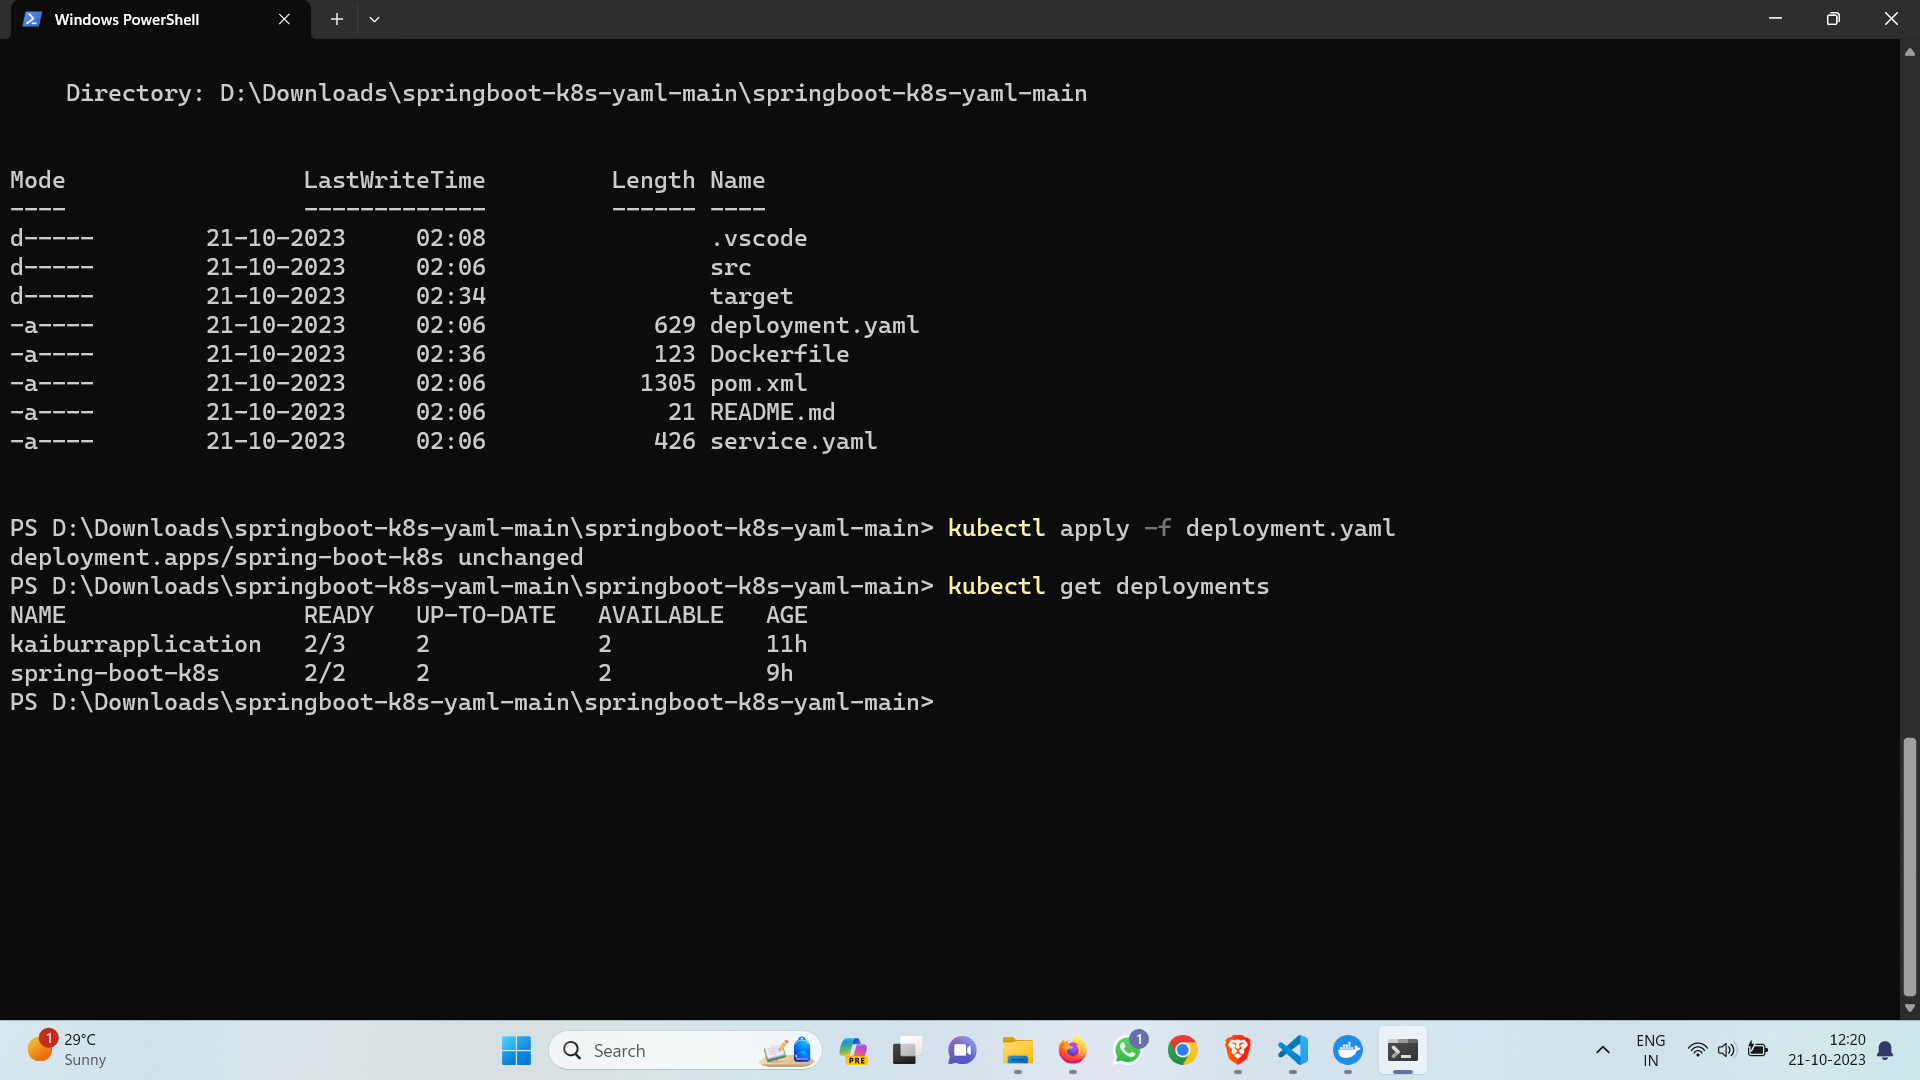 Windows PowerShell
Directory: D:\Downloads\springboot-k8s-yaml-main\springboot-k8s-yaml-main
Mode                 LastWriteTime         Length Name
----                 -------------         ------ ----
d-----        21-10-2023     02:08                .vscode
d-----        21-10-2023     02:06                src
d-----        21-10-2023     02:34                target
-a----        21-10-2023     02:06            629 deployment.yaml
-a----        21-10-2023     02:36            123 Dockerfile
-a----        21-10-2023     02:06           1305 pom.xml
-a----        21-10-2023     02:06             21 README.md
-a----        21-10-2023     02:06            426 service.yaml
PS D:\Downloads\springboot-k8s-yaml-main\springboot-k8s-yaml-main> kubectl apply -f deployment.yaml
deployment.apps/spring-boot-k8s unchanged
PS D:\Downloads\springboot-k8s-yaml-main\springboot-k8s-yaml-main> kubectl get deployments
NAME                 READY   UP-TO-DATE   AVAILABLE   AGE
kaiburrapplication   2/3     2            2           11h
spring-boot-k8s      2/2     2            2           9h
PS D:\Downloads\springboot-k8s-yaml-main\springboot-k8s-yaml-main>
1
29°C
Sunny
Search
PRE
1
ENG
IN
12:20
21-10-2023